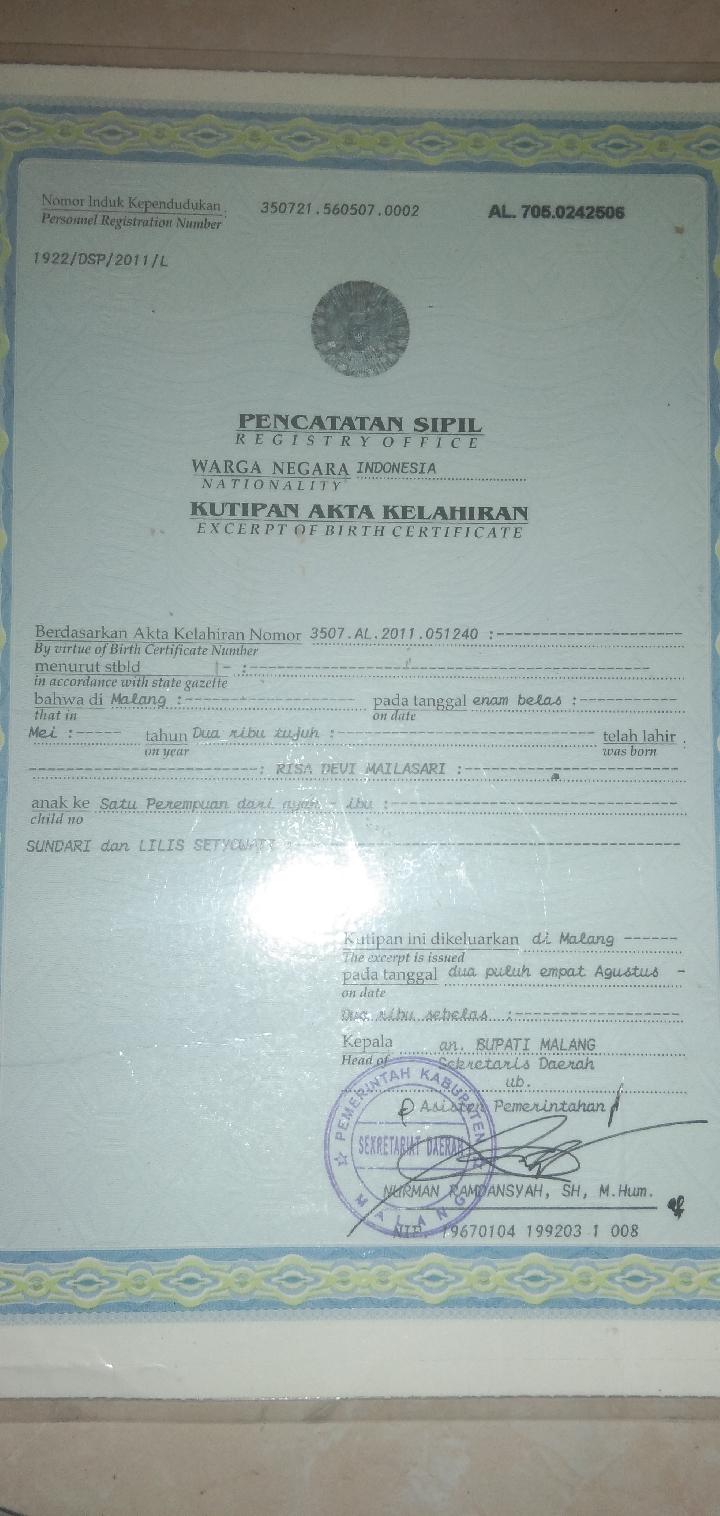 Nomor Induk Kependudukan : 350721.560507.0002 AL. 705.0242506
Personnel Registration Number
1922/DSP/2011/L
PENCATATAN SIPIL
REGISTRY OFFICE
WARGA NEGARA INDONESIA
NATIONALITY
KUTIPAN AKTA KELAHIRAN
EXCERPT OF BIRTH CERTIFICATE
Berdasarkan Akta Kelahiran Nomor 3507.AL.2011.051240 :--------------------
By virtue of Birth Certificate Number
menurut stbld - :------------------------------------------
in accordance with state gazette
bahwa di Malang :------------------- pada tanggal enam belas :-----------
that in on date
Mei :----- tahun Dua ribu tujuh :--------------------------- telah lahir :
on year was born
------------------------: RISA DEVI MAILASARI :------------------------
anak ke Satu Perempuan dari ayah - ibu :------------------------------
child no
SUNDARI dan LILIS :------------------------------------------
Kutipan ini dikeluarkan di Malang ------
The excerpt is issued
pada tanggal dua puluh empat Agustus -
on date
Dua ribu sebelas :-----------------
Kepala an. BUPATI MALANG
Head of Sekretaris Daerah
ub.
Asisten Pemerintahan
PEMERINTAH KABUPATEN
SEKRETARIAT DAERAH
MALANG
NURMAN RAMDANSYAH, SH, M.Hum.
NIP. 19670104 199203 1 008